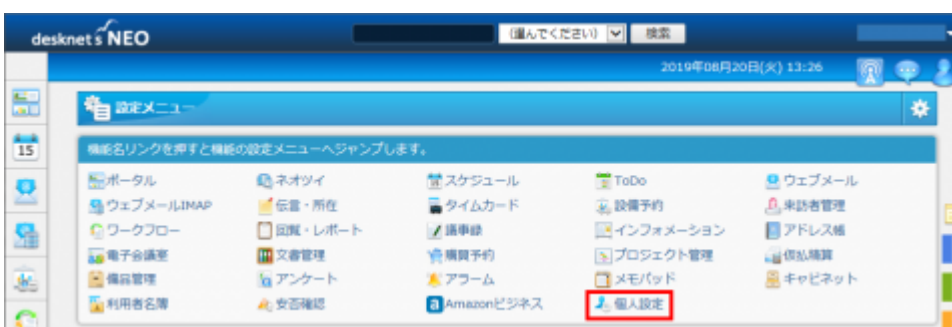 desknet's NEO
(選んでください) 検索
2019年08月20日(火) 13:26
設定メニュー
15
機能名リンクを押すと機能の設定メニューへジャンプします。
ポータル ネオツイ スケジュール ToDo ウェブメール
ウェブメールIMAP 伝言・所在 タイムカード 設備予約 来訪者管理
ワークフロー 回覧・レポート 議事録 インフォメーション アドレス帳
電子会議室 文書管理 購買予約 プロジェクト管理 仮払精算
備品管理 アンケート アラーム メモパッド キャビネット
利用者名簿 安否確認 Amazonビジネス 個人設定